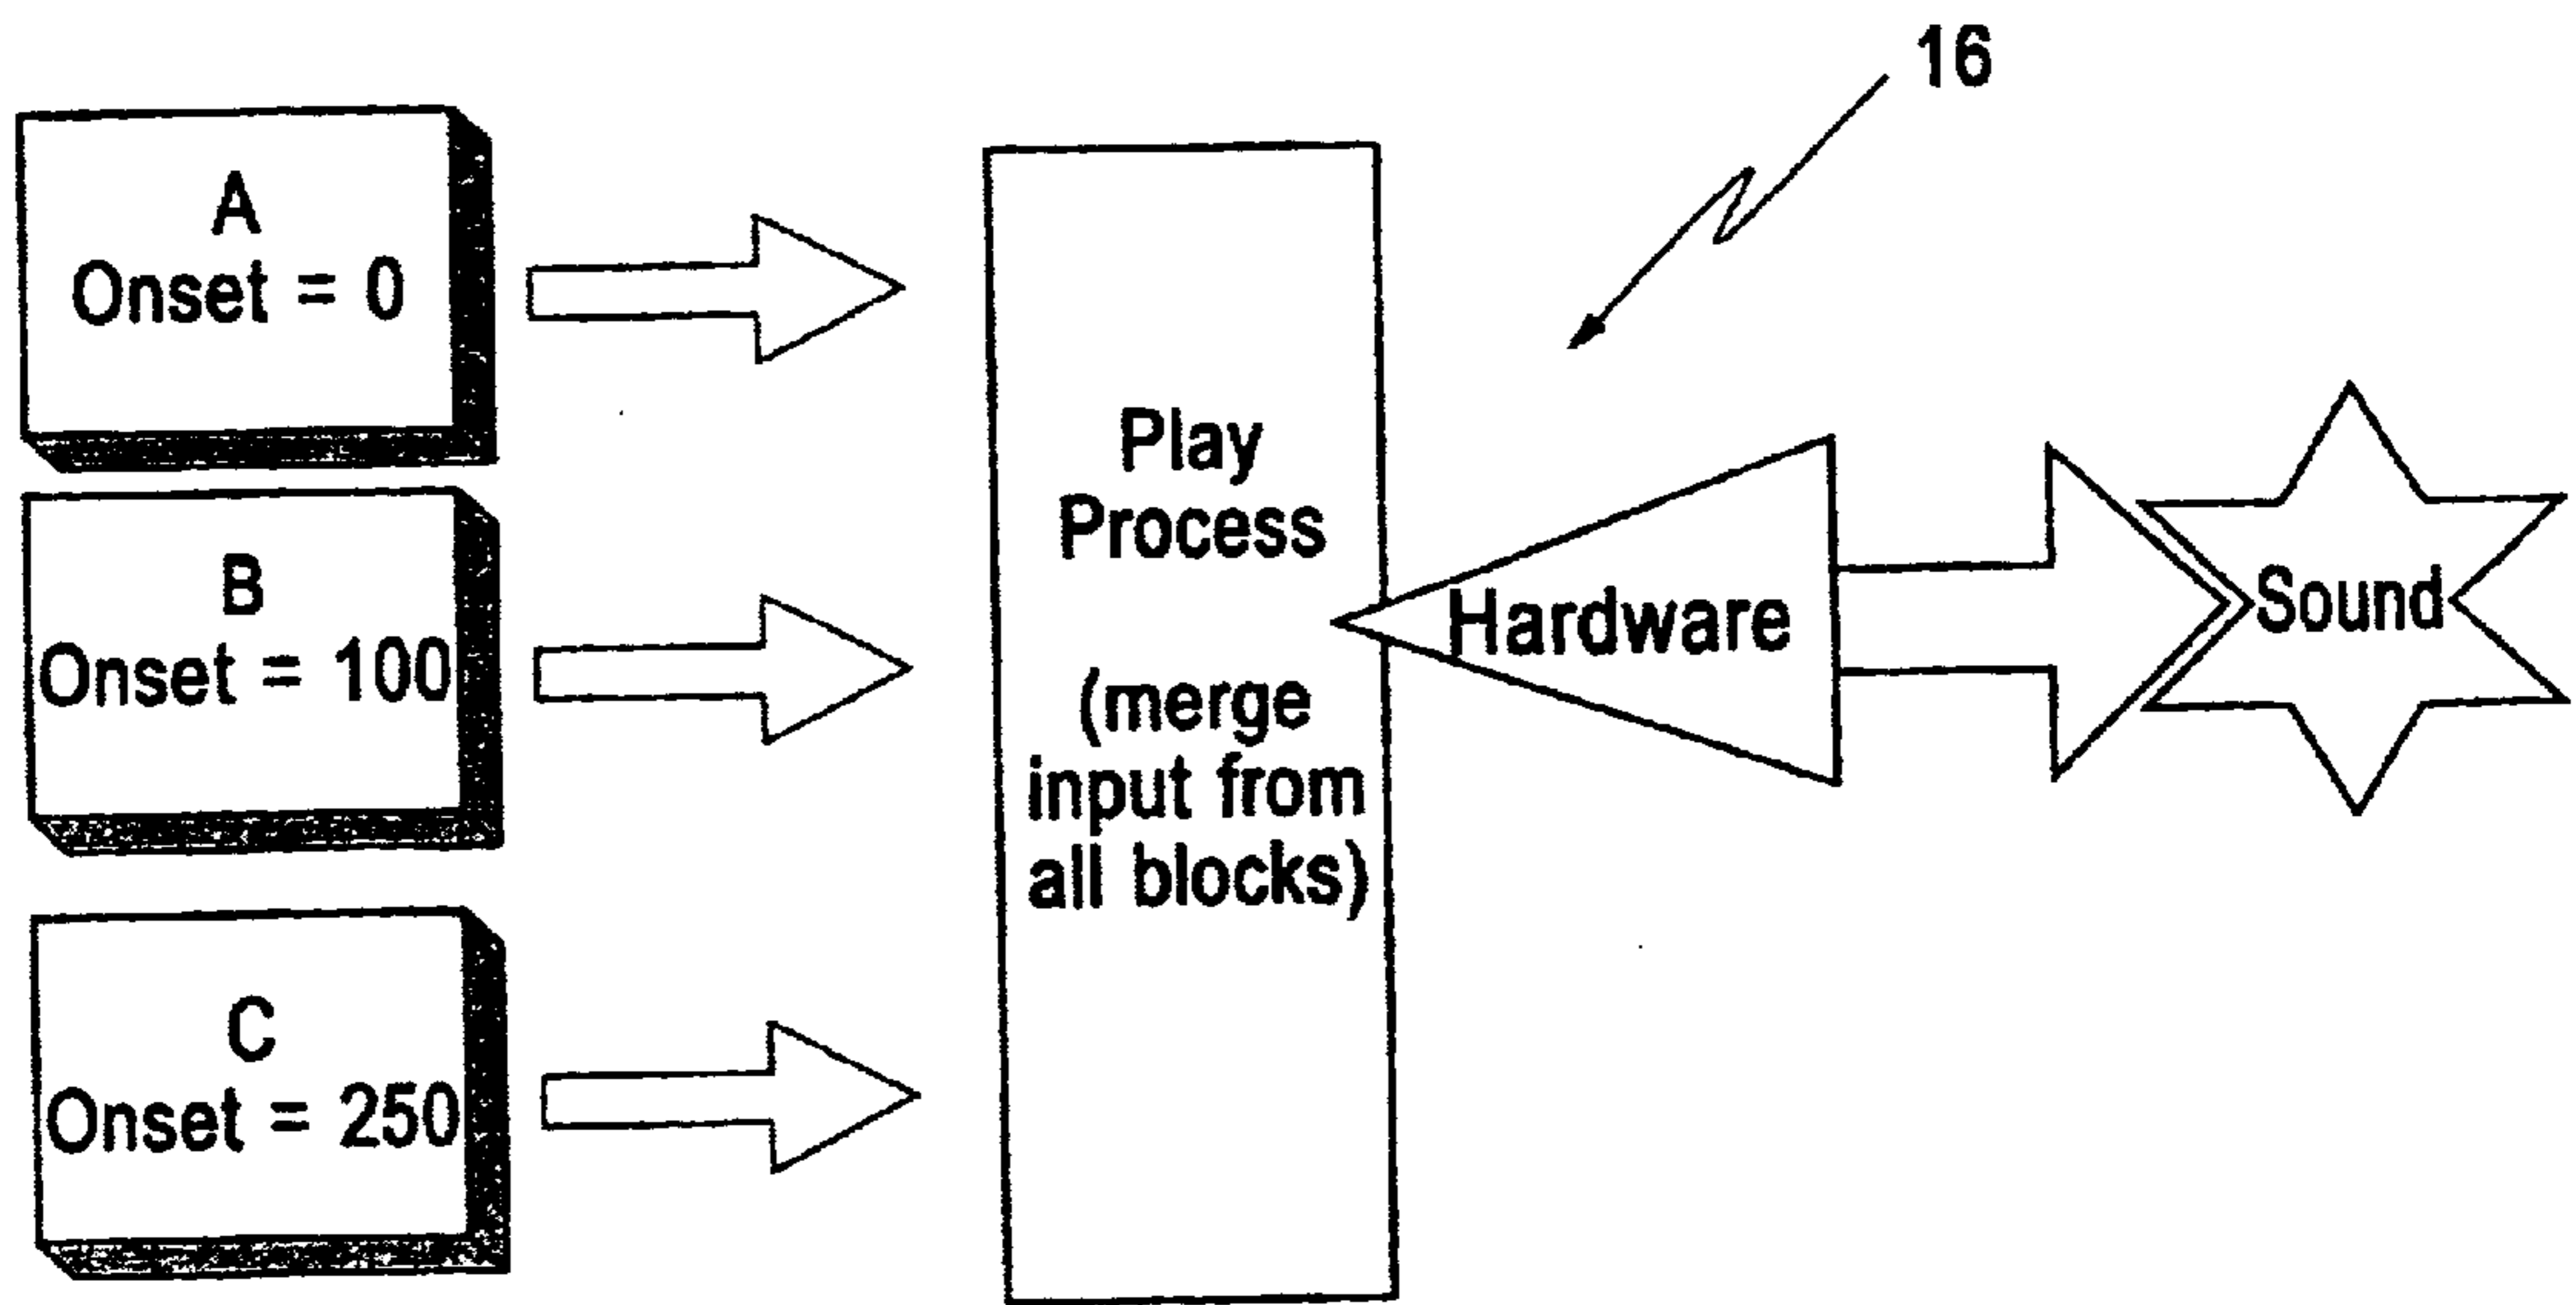 16
A
Onset = 0
B
Onset = 100
C
Onset = 250
Play
Process
(merge
input from
all blocks)
Hardware
Sound